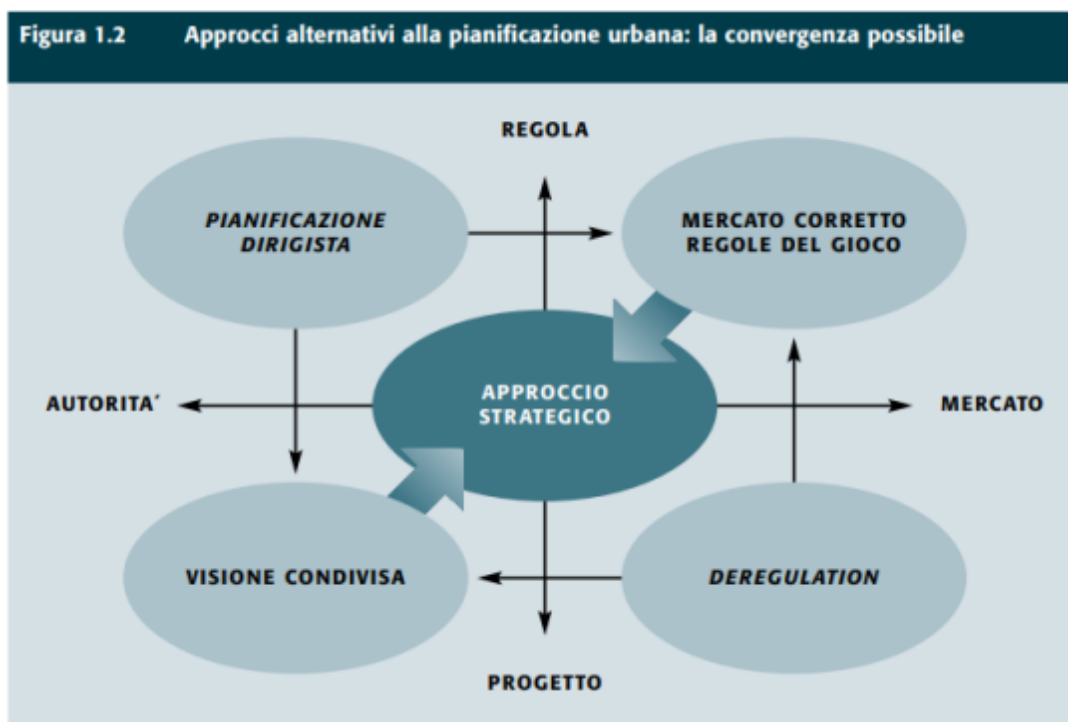 Figura 1.2 Approcci alternativi alla pianificazione urbana: la convergenza possibile
REGOLA
PIANIFICAZIONE
DIRIGISTA
MERCATO CORRETTO
REGOLE DEL GIOCO
AUTORITA'
APPROCCIO
STRATEGICO
MERCATO
VISIONE CONDIVISA
DEREGULATION
PROGETTO